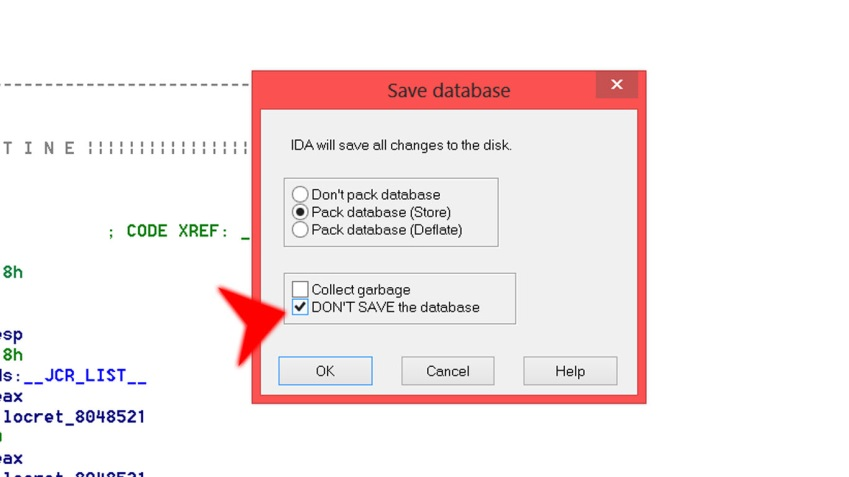 Save database
T I N E
IDA will save all changes to the disk.
Don't pack database
Pack database (Store)
Pack database (Deflate)
; CODE XREF: _
8h
Collect garbage
DON'T SAVE the database
esp
8h
ds:__JCR_LIST__
eax
locret_8048521
OK
Cancel
Help
eax
locret_8048521